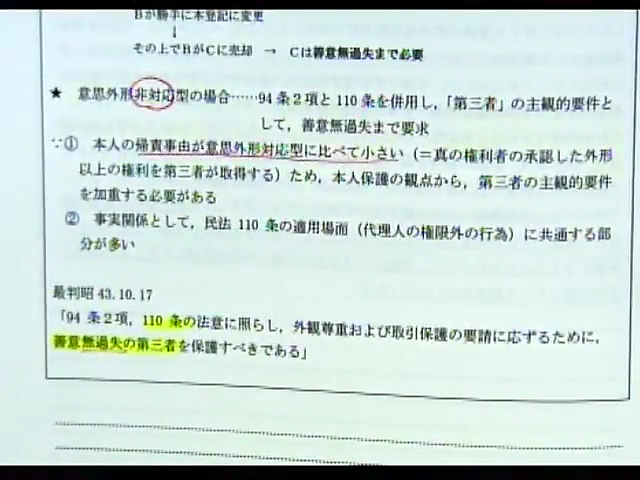 Bが勝手に本登記に変更
↓
その上でBがCに売却 → Cは善意無過失まで必要
★ 意思外形非対応型の場合……94条2項と110条を併用し,「第三者」の主観的要件と
して,善意無過失まで要求
∵① 本人の帰責事由が意思外形対応型に比べて小さい(=真の権利者の承認した外形
以上の権利を第三者が取得する)ため,本人保護の観点から,第三者の主観的要件
を加重する必要がある
② 事実関係として,民法110条の適用場面(代理人の権限外の行為)に共通する部
分が多い
最判昭43.10.17
「94条2項,110条の法意に照らし,外観尊重および取引保護の要請に応ずるために,
善意無過失の第三者を保護すべきである」